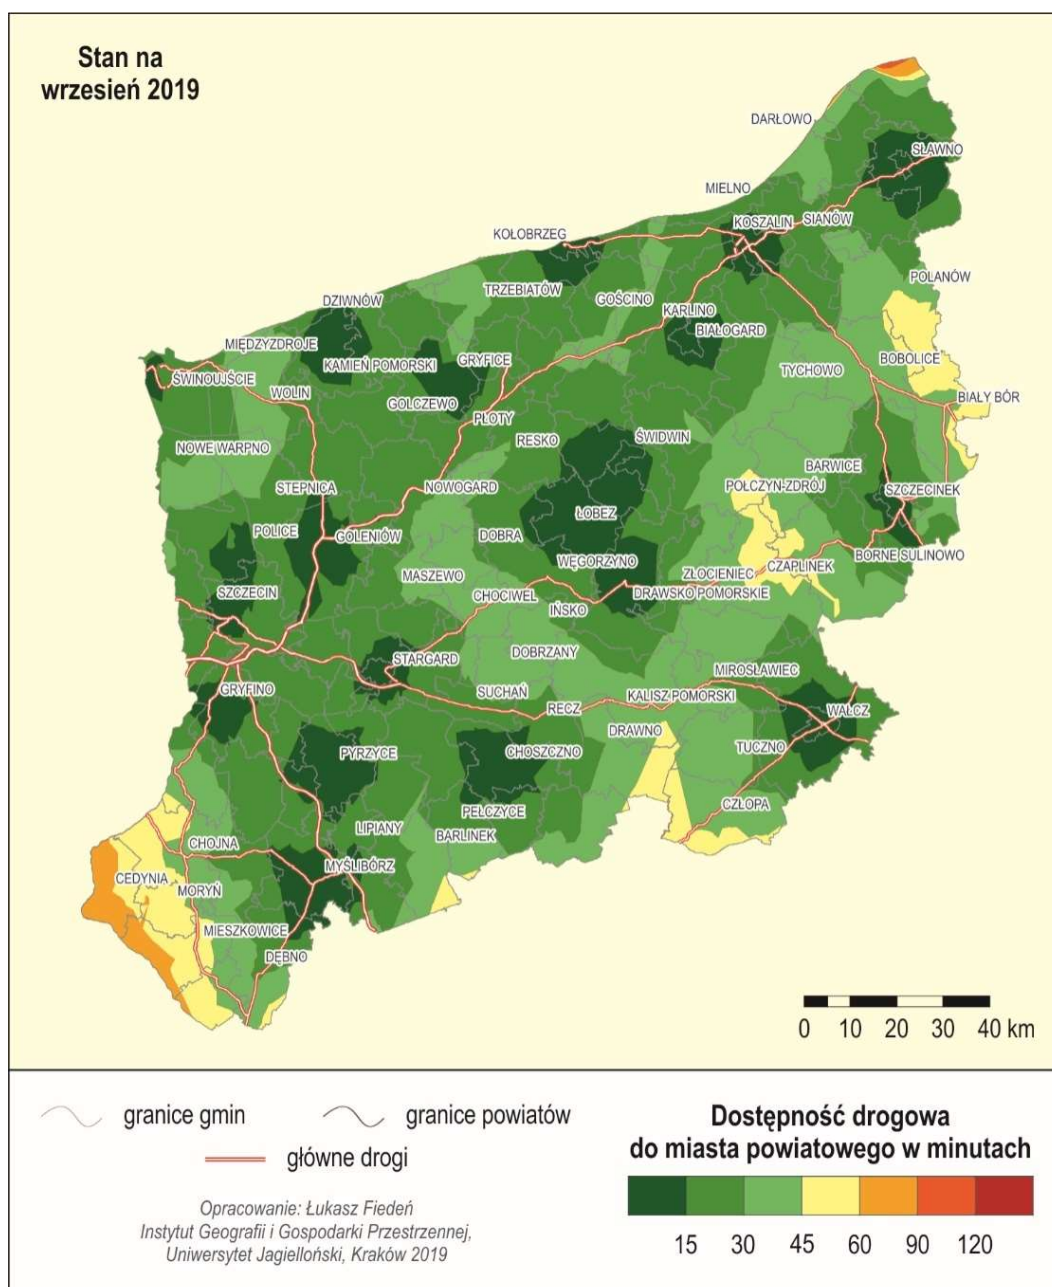 Stan na
wrzesień 2019
DARŁOWO
SŁAWNO
MIELNO
KOSZALIN
SIANÓW
KOŁOBRZEG
POLANÓW
TRZEBIATÓW
GOŚCINO
DZIWNÓW
KARLINO
BIAŁOGARD
MIĘDZYZDROJE
KAMIEŃ POMORSKI
GRYFICE
BOBOLICE
TYCHOWO
ŚWINOUJŚCIE
WOLIN
GOLCZEWO
BIAŁY BÓR
PŁOTY
RESKO
ŚWIDWIN
NOWE WARPNO
BARWICE
STEPNICA
NOWOGARD
POŁCZYN-ZDRÓJ
SZCZECINEK
ŁOBEZ
POLICE
GOLENIÓW
DOBRA
WĘGORZYNO
BORNE SULINOWO
MASZEWO
ZŁOCIENIEC
CZAPLINEK
SZCZECIN
CHOCIWEL
DRAWSKO POMORSKIE
IŃSKO
STARGARD
DOBRZANY
MIROSŁAWIEC
GRYFINO
SUCHAŃ
KALISZ POMORSKI
RECZ
WAŁCZ
DRAWNO
PYRZYCE
CHOSZCZNO
TUCZNO
CZŁOPA
PEŁCZYCE
LIPIANY
BARLINEK
CHOJNA
MYŚLIBÓRZ
CEDYNIA
MORYŃ
MIESZKOWICE
DĘBNO
0 10 20 30 40 km
granice gmin
granice powiatów
główne drogi
Opracowanie: Łukasz Fiedeń
Instytut Geografii i Gospodarki Przestrzennej,
Uniwersytet Jagielloński, Kraków 2019
Dostępność drogowa
do miasta powiatowego w minutach
15 30 45 60 90 120